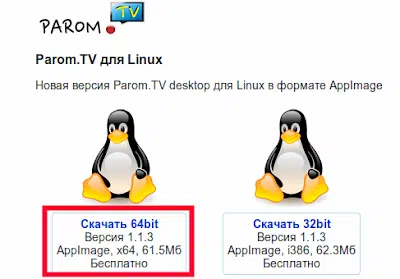 PAROM TV
Parom.TV для Linux
Новая версия Parom.TV desktop для Linux в формате AppImage
Скачать 64bit
Версия 1.1.3
AppImage, x64, 61.5Мб
Бесплатно
Скачать 32bit
Версия 1.1.3
AppImage, i386, 62.3Мб
Бесплатно